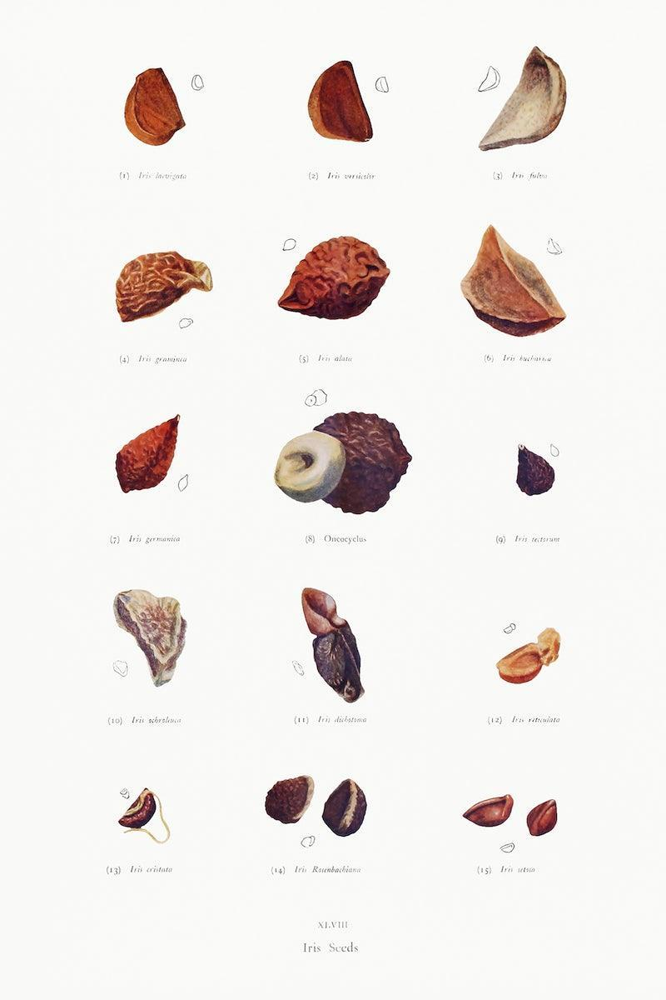 (1) Iris laevigata
(2) Iris versicolor
(3) Iris fulva
(4) Iris graminea
(5) Iris alata
(6) Iris bucharica
(7) Iris germanica
(8) Oncocyclus
(9) Iris tectorum
(10) Iris ochroleuca
(11) Iris dichotoma
(12) Iris reticulata
(13) Iris cristata
(14) Iris Rosenbachiana
(15) Iris setosa
XLVIII
Iris Seeds